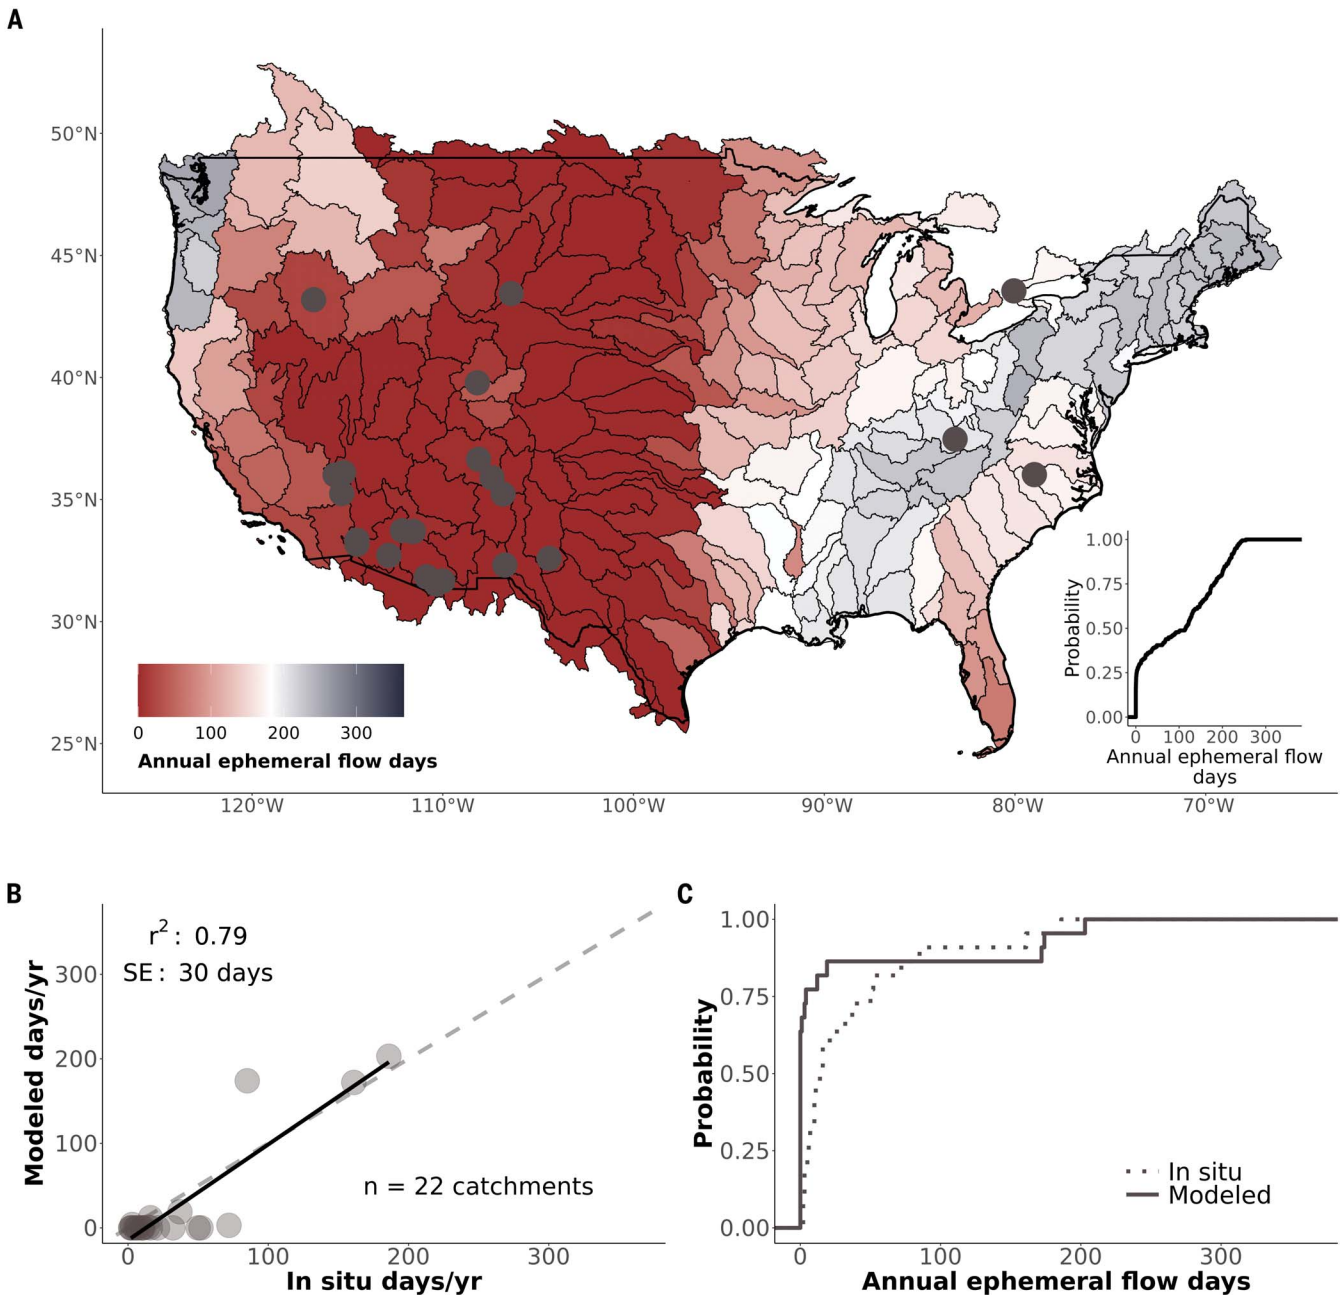 A
50°N
45°N
40°N
35°N
30°N
25°N
120°W
110°W
100°W
90°W
80°W
70°W
0
100
200
300
Annual ephemeral flow days
1.00
0.75
0.50
0.25
0.00
Probability
0
100
200
300
Annual ephemeral flow
days
B
r2: 0.79
SE: 30 days
n = 22 catchments
300
200
100
0
Modeled days/yr
0
100
200
300
In situ days/yr
C
1.00
0.75
0.50
0.25
0.00
Probability
In situ
Modeled
0
100
200
300
Annual ephemeral flow days